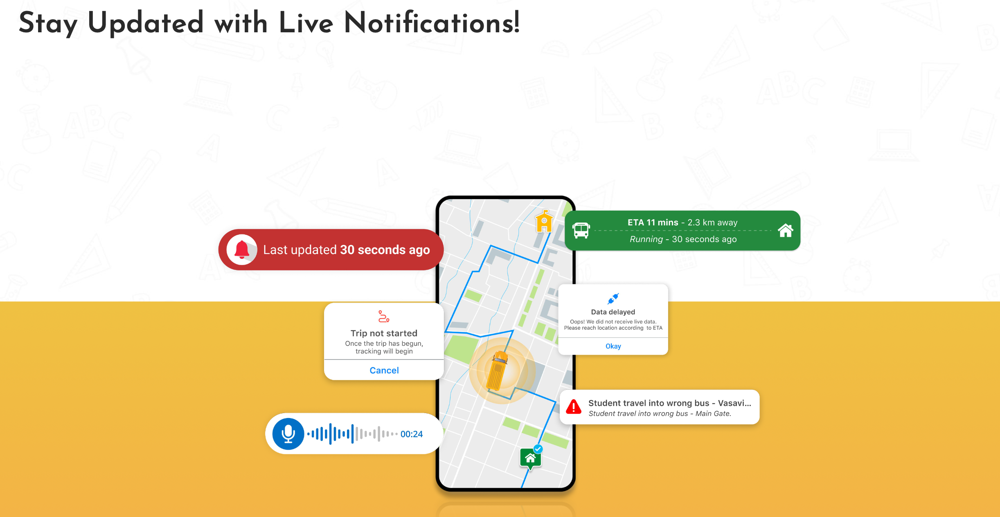 Stay Updated with Live Notifications!
Last updated 30 seconds ago
ETA 11 mins - 2.3 km away
Running - 30 seconds ago
Trip not started
Once the trip has begun,
tracking will begin
Cancel
Data delayed
Oops! We did not receive live data.
Please reach location according to ETA
Okay
00:24
Student travel into wrong bus - Vasavi...
Student travel into wrong bus - Main Gate.